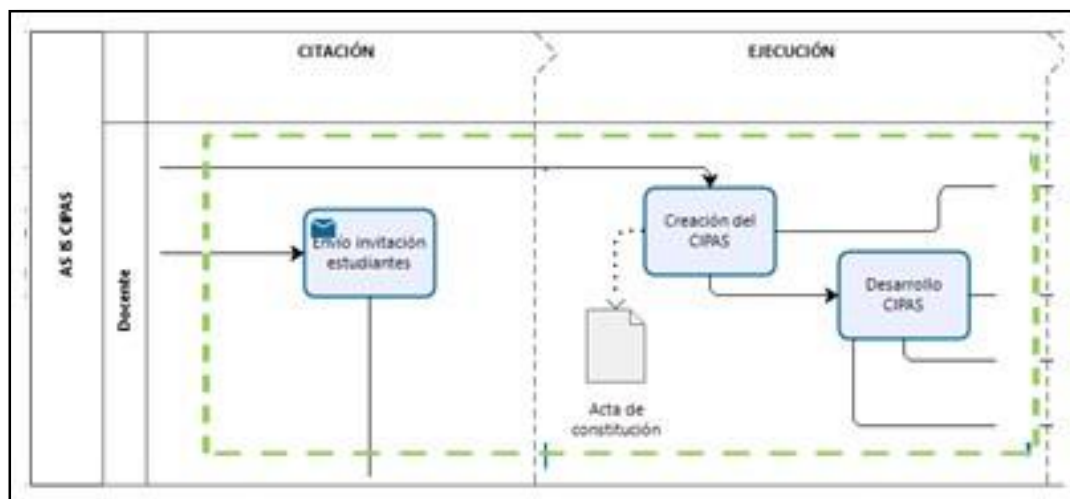 CITACIÓN
EJECUCIÓN
AS IS CIPAS
Docente
Envío invitación
estudiantes
Creación del
CIPAS
Desarrollo
CIPAS
Acta de
constitución